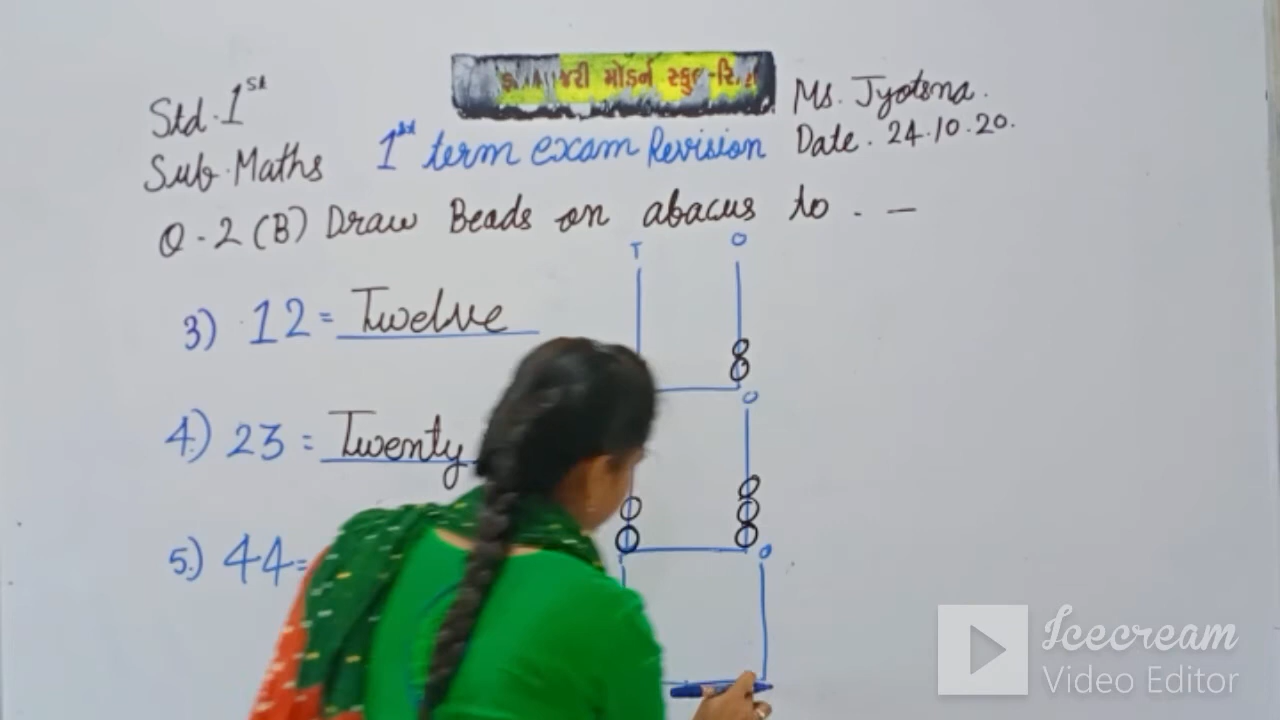 મોડર્ન સ્કુલ
Std. 1st
Ms. Jyotsna.
Sub. Maths
1st term exam Revision
Date. 24.10.20.
Q-2 (B) Draw Beads on abacus to. —
T O
3) 12 = Twelve
O
4.) 23 = Twenty
O
5.) 44 =
Icecream
Video Editor